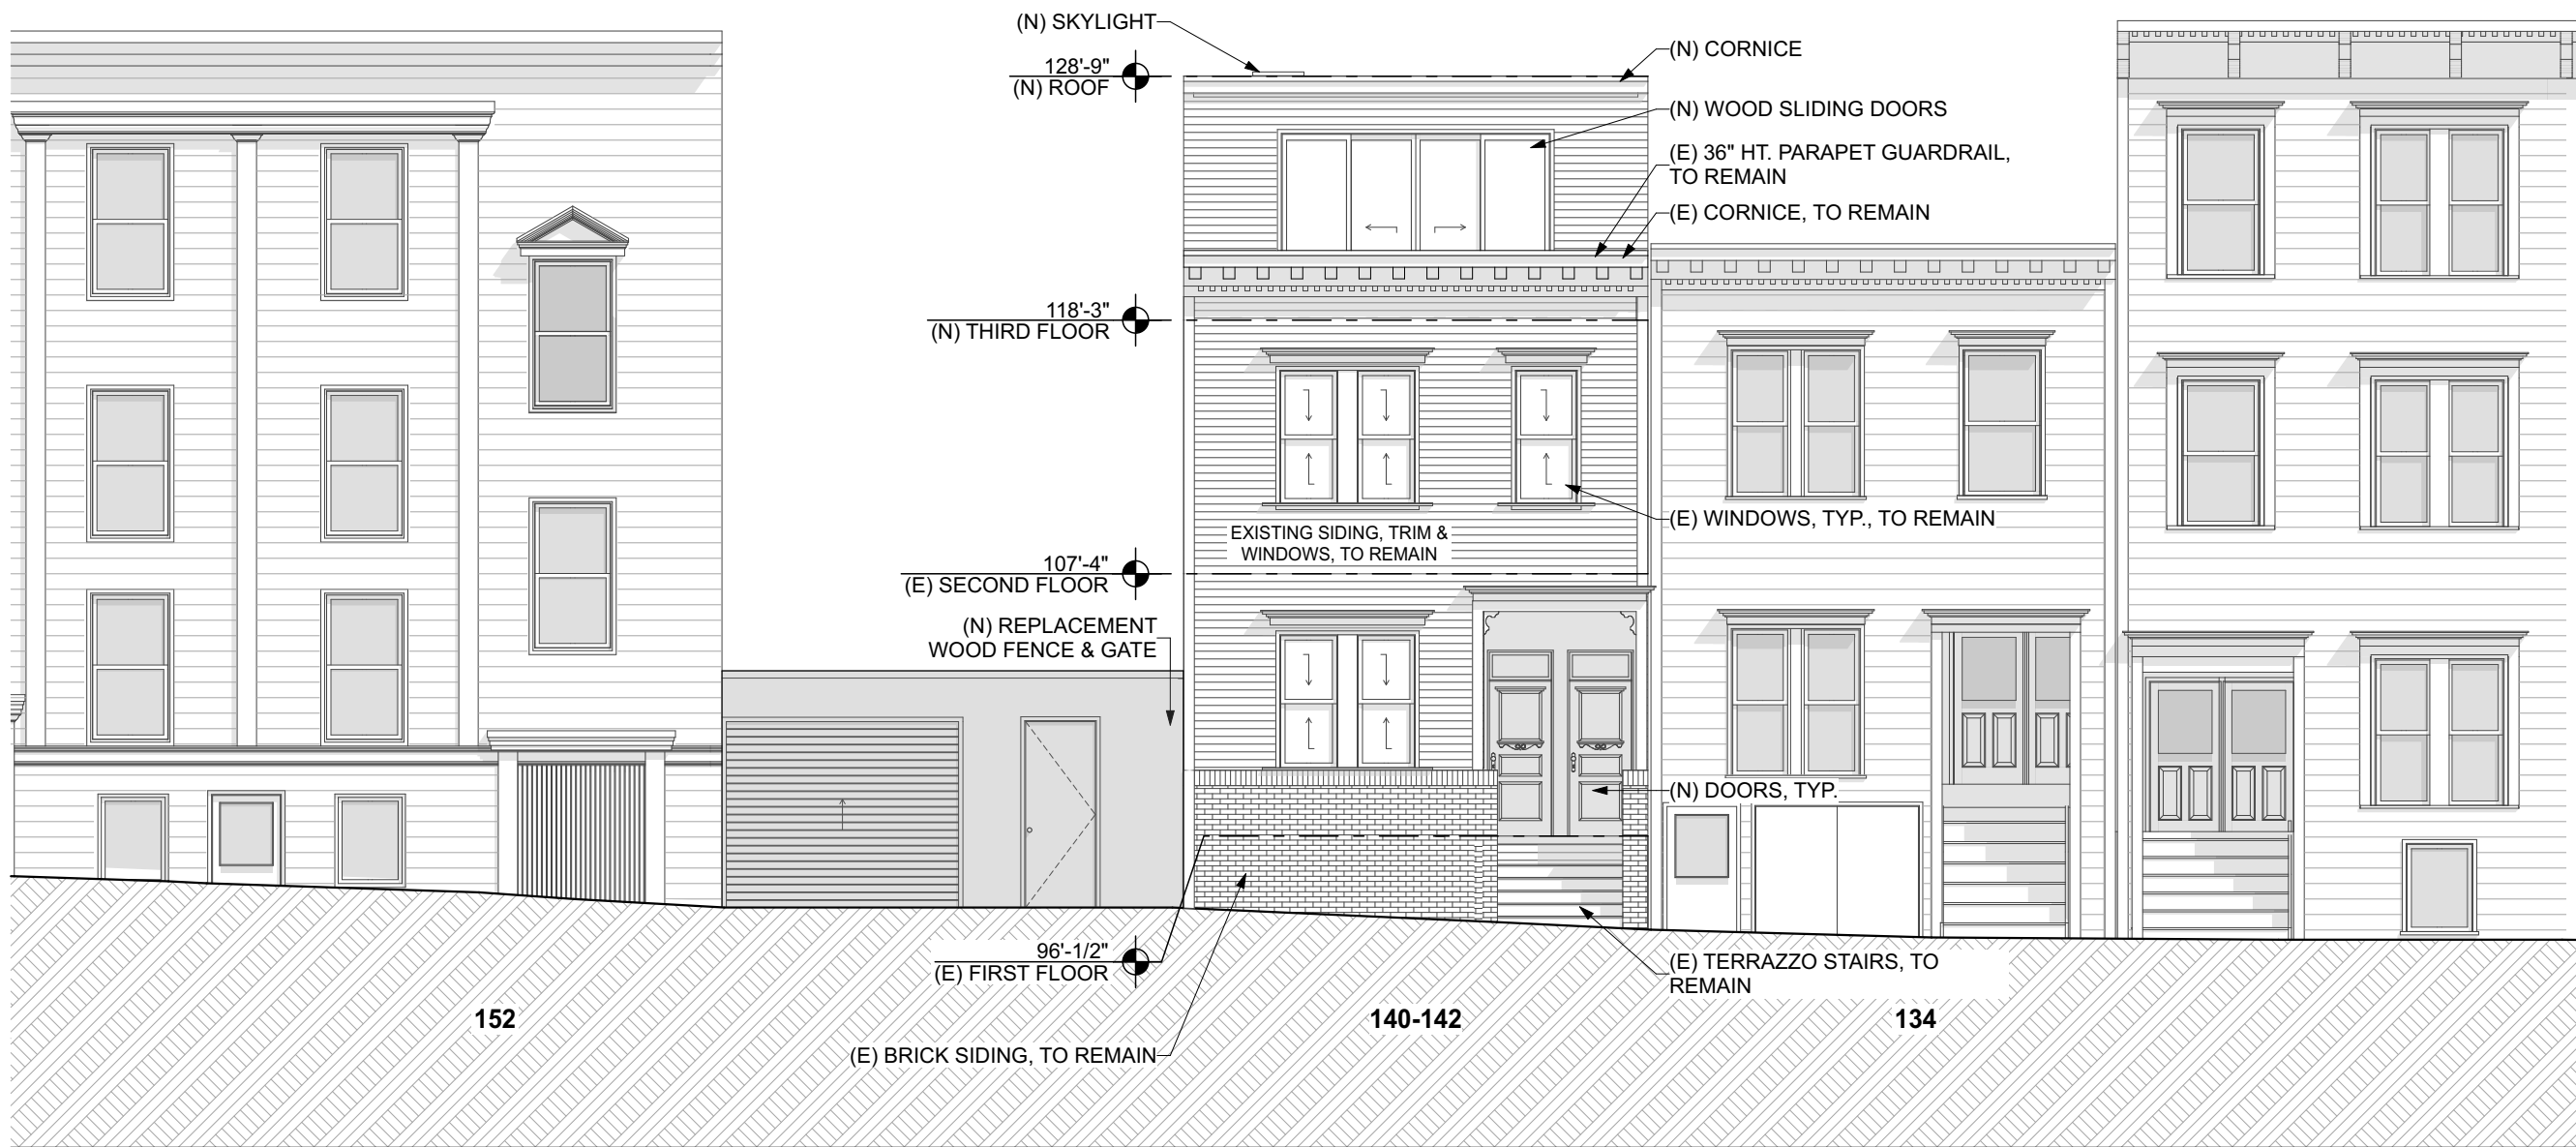 (N) SKYLIGHT
128'-9"
(N) ROOF
(N) CORNICE
(N) WOOD SLIDING DOORS
(E) 36" HT. PARAPET GUARDRAIL,
TO REMAIN
(E) CORNICE, TO REMAIN
118'-3"
(N) THIRD FLOOR
(E) WINDOWS, TYP., TO REMAIN
EXISTING SIDING, TRIM &
WINDOWS, TO REMAIN
107'-4"
(E) SECOND FLOOR
(N) REPLACEMENT
WOOD FENCE & GATE
(N) DOORS, TYP.
96'-1/2"
(E) FIRST FLOOR
(E) TERRAZZO STAIRS, TO
REMAIN
152
140-142
134
(E) BRICK SIDING, TO REMAIN